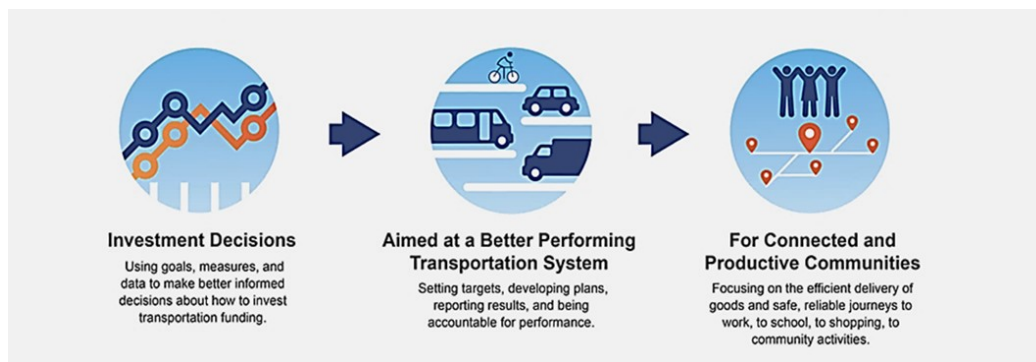 Investment Decisions
Using goals, measures, and
data to make better informed
decisions about how to invest
transportation funding.
Aimed at a Better Performing
Transportation System
Setting targets, developing plans,
reporting results, and being
accountable for performance.
For Connected and
Productive Communities
Focusing on the efficient delivery of
goods and safe, reliable journeys to
work, to school, to shopping, to
community activities.